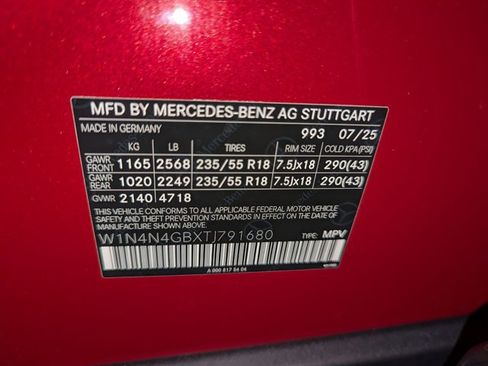 MFD BY MERCEDES-BENZ AG STUTTGART
MADE IN GERMANY 993 07/25
KG LB TIRES RIM SIZE COLD KPA(PSI)
GAWR FRONT 1165 2568 235/55 R18 7.5Jx18 290(43)
GAWR REAR 1020 2249 235/55 R18 7.5Jx18 290(43)
GVWR 2140 4718
THIS VEHICLE CONFORMS TO ALL APPLICABLE FEDERAL MOTOR VEHICLE
SAFETY STANDARDS IN EFFECT ON THE DATE OF
MANUFACTURE SHOWN ABOVE.
W1N4N4GBXTJ791680 TYPE: MPV
A 000 817 54 04